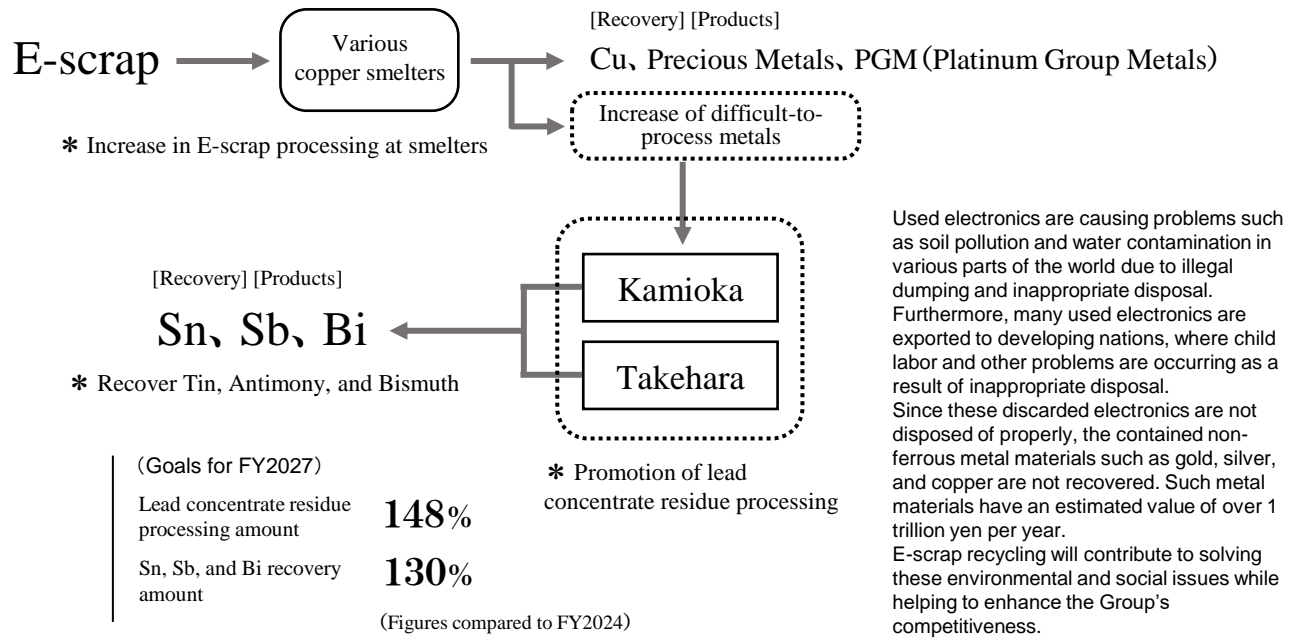 E-scrap
Various
copper smelters
[Recovery] [Products]
Cu、Precious Metals、PGM（Platinum Group Metals）
Increase of difficult-to-
process metals
＊ Increase in E-scrap processing at smelters
Kamioka
Takehara
[Recovery] [Products]
Sn、Sb、Bi
＊ Recover Tin, Antimony, and Bismuth
＊ Promotion of lead
concentrate residue processing
（Goals for FY2027）
Lead concentrate residue
processing amount
148%
Sn, Sb, and Bi recovery
amount
130%
（Figures compared to FY2024）
Used electronics are causing problems such
as soil pollution and water contamination in
various parts of the world due to illegal
dumping and inappropriate disposal.
Furthermore, many used electronics are
exported to developing nations, where child
labor and other problems are occurring as a
result of inappropriate disposal.
Since these discarded electronics are not
disposed of properly, the contained non-
ferrous metal materials such as gold, silver,
and copper are not recovered. Such metal
materials have an estimated value of over 1
trillion yen per year.
E-scrap recycling will contribute to solving
these environmental and social issues while
helping to enhance the Group's
competitiveness.